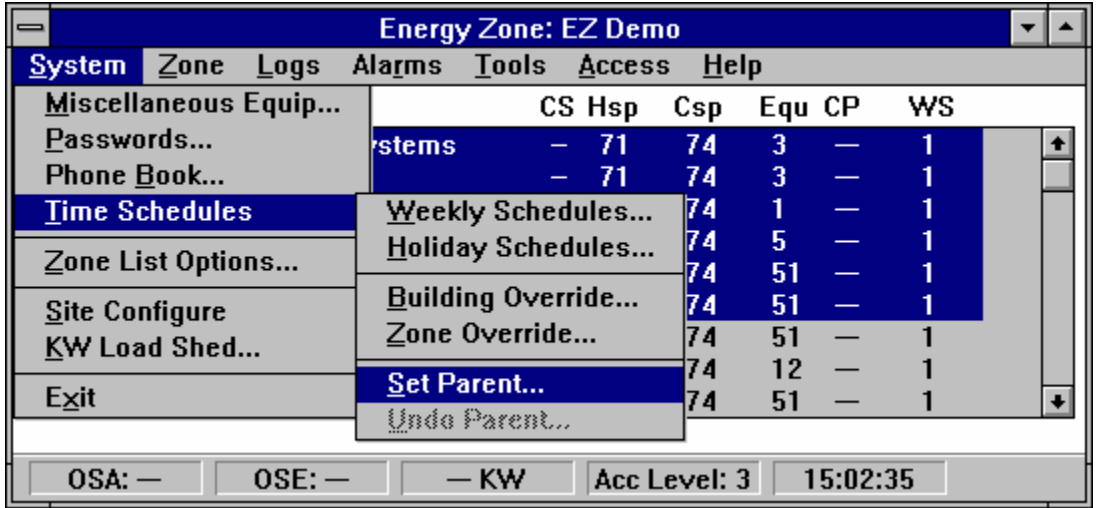 Energy Zone: EZ Demo
System Zone Logs Alarms Tools Access Help
Miscellaneous Equip... CS Hsp Csp Equ CP WS
Passwords... — 71 74 3 — 1
Phone Book... — 71 74 3 — 1
Time Schedules Weekly Schedules... 74 1 — 1
Holiday Schedules... 74 5 — 1
Zone List Options... 74 51 — 1
Site Configure Building Override... 74 51 — 1
KW Load Shed... Zone Override... 74 51 — 1
74 12 — 1
Exit Set Parent... 74 51 — 1
Undo Parent...
OSA: — OSE: — — KW Acc Level: 3 15:02:35